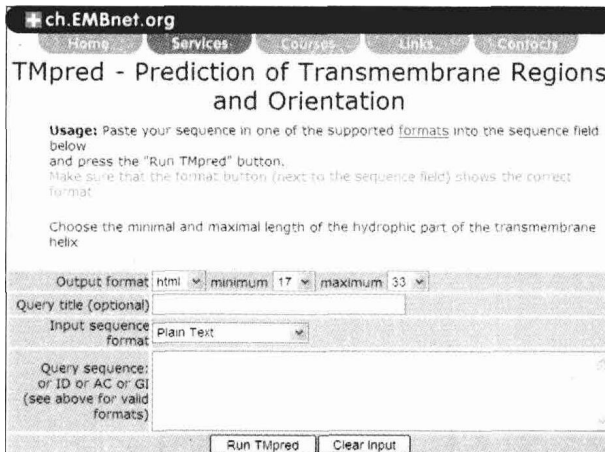 ch.EMBnet.org
Home Services Courses Links Contacts
TMpred - Prediction of Transmembrane Regions
and Orientation
Usage: Paste your sequence in one of the supported formats into the sequence field
below
and press the "Run TMpred" button.
Make sure that the format button (next to the sequence field) shows the correct
format
Choose the minimal and maximal length of the hydrophic part of the transmembrane
helix
Output format html minimum 17 maximum 33
Query title (optional)
Input sequence
format Plain Text
Query sequence:
or ID or AC or GI
(see above for valid
formats)
Run TMpred Clear Input